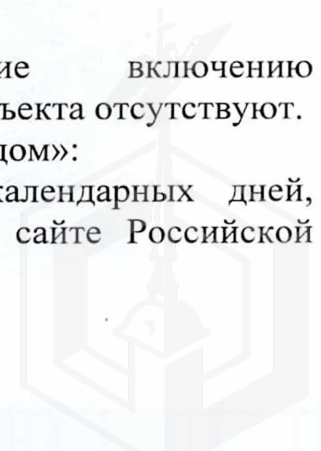 ие включению
ъекта отсутствуют.
дом»:
календарных дней,
сайте Российской